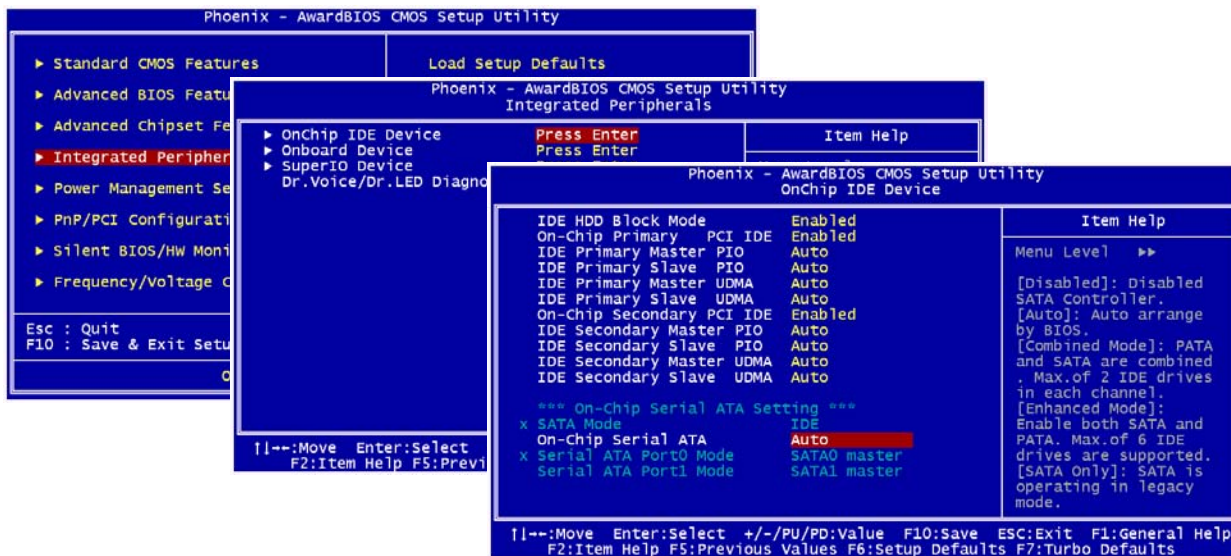 Phoenix - AwardBIOS CMOS Setup Utility
▶ Standard CMOS Features
Load Setup Defaults
▶ Advanced BIOS Featu
▶ Advanced Chipset Fe
▶ Integrated Peripher
▶ Power Management Se
▶ PnP/PCI Configurati
▶ Silent BIOS/HW Moni
▶ Frequency/Voltage C
Esc : Quit
F10 : Save & Exit Setu
Phoenix - AwardBIOS CMOS Setup Utility
Integrated Peripherals
▶ OnChip IDE Device Press Enter
▶ Onboard Device Press Enter
▶ SuperIO Device
Dr.Voice/Dr.LED Diagno
Item Help
↑↓→←:Move Enter:Select
F2:Item Help F5:Previ
Phoenix - AwardBIOS CMOS Setup Utility
OnChip IDE Device
IDE HDD Block Mode Enabled
On-Chip Primary PCI IDE Enabled
IDE Primary Master PIO Auto
IDE Primary Slave PIO Auto
IDE Primary Master UDMA Auto
IDE Primary Slave UDMA Auto
On-Chip Secondary PCI IDE Enabled
IDE Secondary Master PIO Auto
IDE Secondary Slave PIO Auto
IDE Secondary Master UDMA Auto
IDE Secondary Slave UDMA Auto
*** On-Chip Serial ATA Setting ***
x SATA Mode IDE
On-Chip Serial ATA Auto
x Serial ATA Port0 Mode SATA0 master
Serial ATA Port1 Mode SATA1 master
Item Help
Menu Level ▶▶
[Disabled]: Disabled
SATA Controller.
[Auto]: Auto arrange
by BIOS.
[Combined Mode]: PATA
and SATA are combined
. Max.of 2 IDE drives
in each channel.
[Enhanced Mode]:
Enable both SATA and
PATA. Max.of 6 IDE
drives are supported.
[SATA Only]: SATA is
operating in legacy
mode.
↑↓→←:Move Enter:Select +/-/PU/PD:Value F10:Save ESC:Exit F1:General Help
F2:Item Help F5:Previous Values F6:Setup Defaults F7:Turbo Defaults